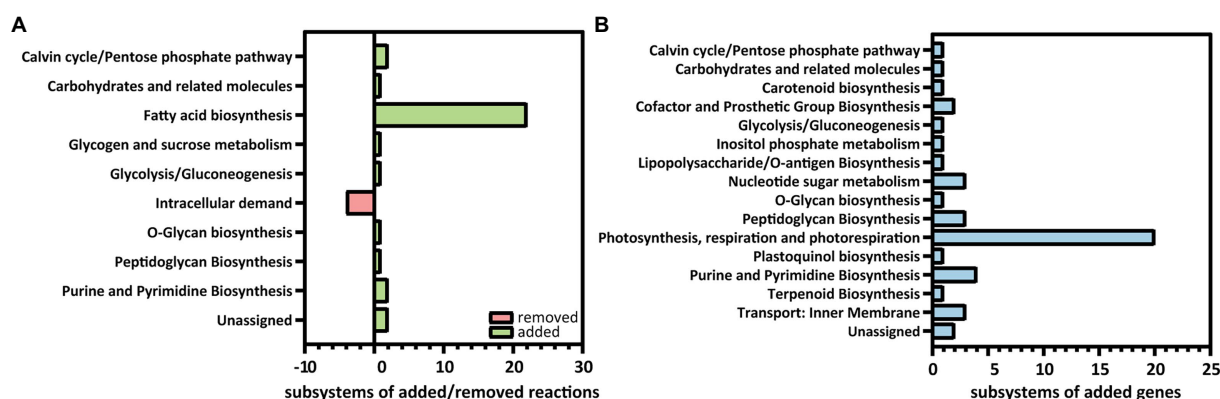 A
Calvin cycle/Pentose phosphate pathway
Carbohydrates and related molecules
Fatty acid biosynthesis
Glycogen and sucrose metabolism
Glycolysis/Gluconeogenesis
Intracellular demand
O-Glycan biosynthesis
Peptidoglycan Biosynthesis
Purine and Pyrimidine Biosynthesis
Unassigned
removed
added
-10 0 10 20 30
subsystems of added/removed reactions
B
Calvin cycle/Pentose phosphate pathway
Carbohydrates and related molecules
Carotenoid biosynthesis
Cofactor and Prosthetic Group Biosynthesis
Glycolysis/Gluconeogenesis
Inositol phosphate metabolism
Lipopolysaccharide/O-antigen Biosynthesis
Nucleotide sugar metabolism
O-Glycan biosynthesis
Peptidoglycan Biosynthesis
Photosynthesis, respiration and photorespiration
Plastoquinol biosynthesis
Purine and Pyrimidine Biosynthesis
Terpenoid Biosynthesis
Transport: Inner Membrane
Unassigned
0 5 10 15 20 25
subsystems of added genes